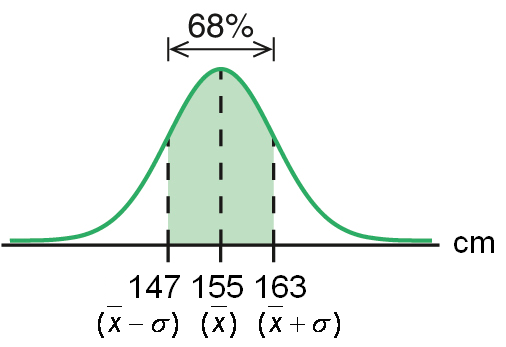 68%
cm
147 155 163
(x̅ – σ) (x̅) (x̅ + σ)